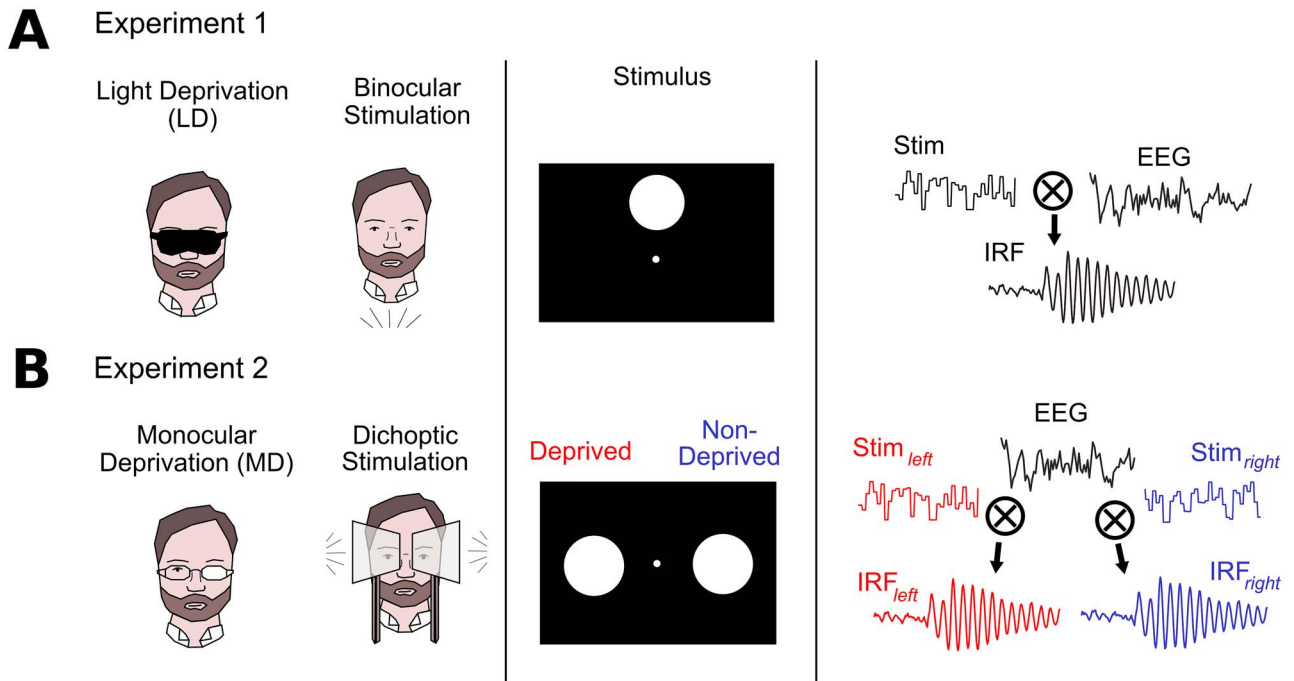 A
Experiment 1
Light Deprivation
(LD)
Binocular
Stimulation
Stimulus
Stim
EEG
IRF
B
Experiment 2
Monocular
Deprivation (MD)
Dichoptic
Stimulation
Deprived
Non-
Deprived
EEG
Stim left
Stim right
IRF left
IRF right